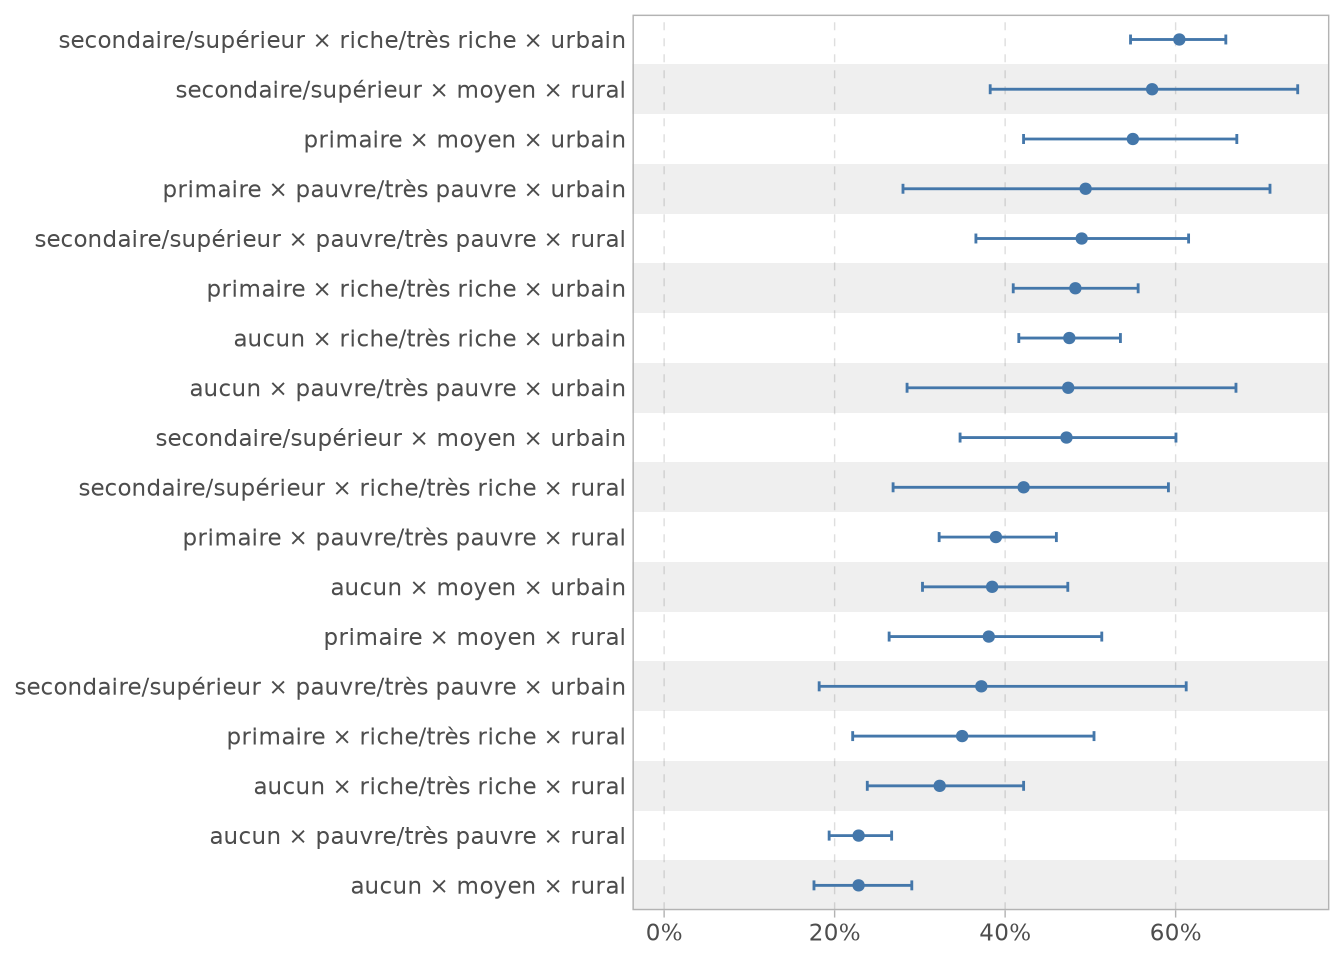 secondaire/supérieur × riche/très riche × urbain
secondaire/supérieur × moyen × rural
primaire × moyen × urbain
primaire × pauvre/très pauvre × urbain
secondaire/supérieur × pauvre/très pauvre × rural
primaire × riche/très riche × urbain
aucun × riche/très riche × urbain
aucun × pauvre/très pauvre × urbain
secondaire/supérieur × moyen × urbain
secondaire/supérieur × riche/très riche × rural
primaire × pauvre/très pauvre × rural
aucun × moyen × urbain
primaire × moyen × rural
secondaire/supérieur × pauvre/très pauvre × urbain
primaire × riche/très riche × rural
aucun × riche/très riche × rural
aucun × pauvre/très pauvre × rural
aucun × moyen × rural
0% 20% 40% 60%